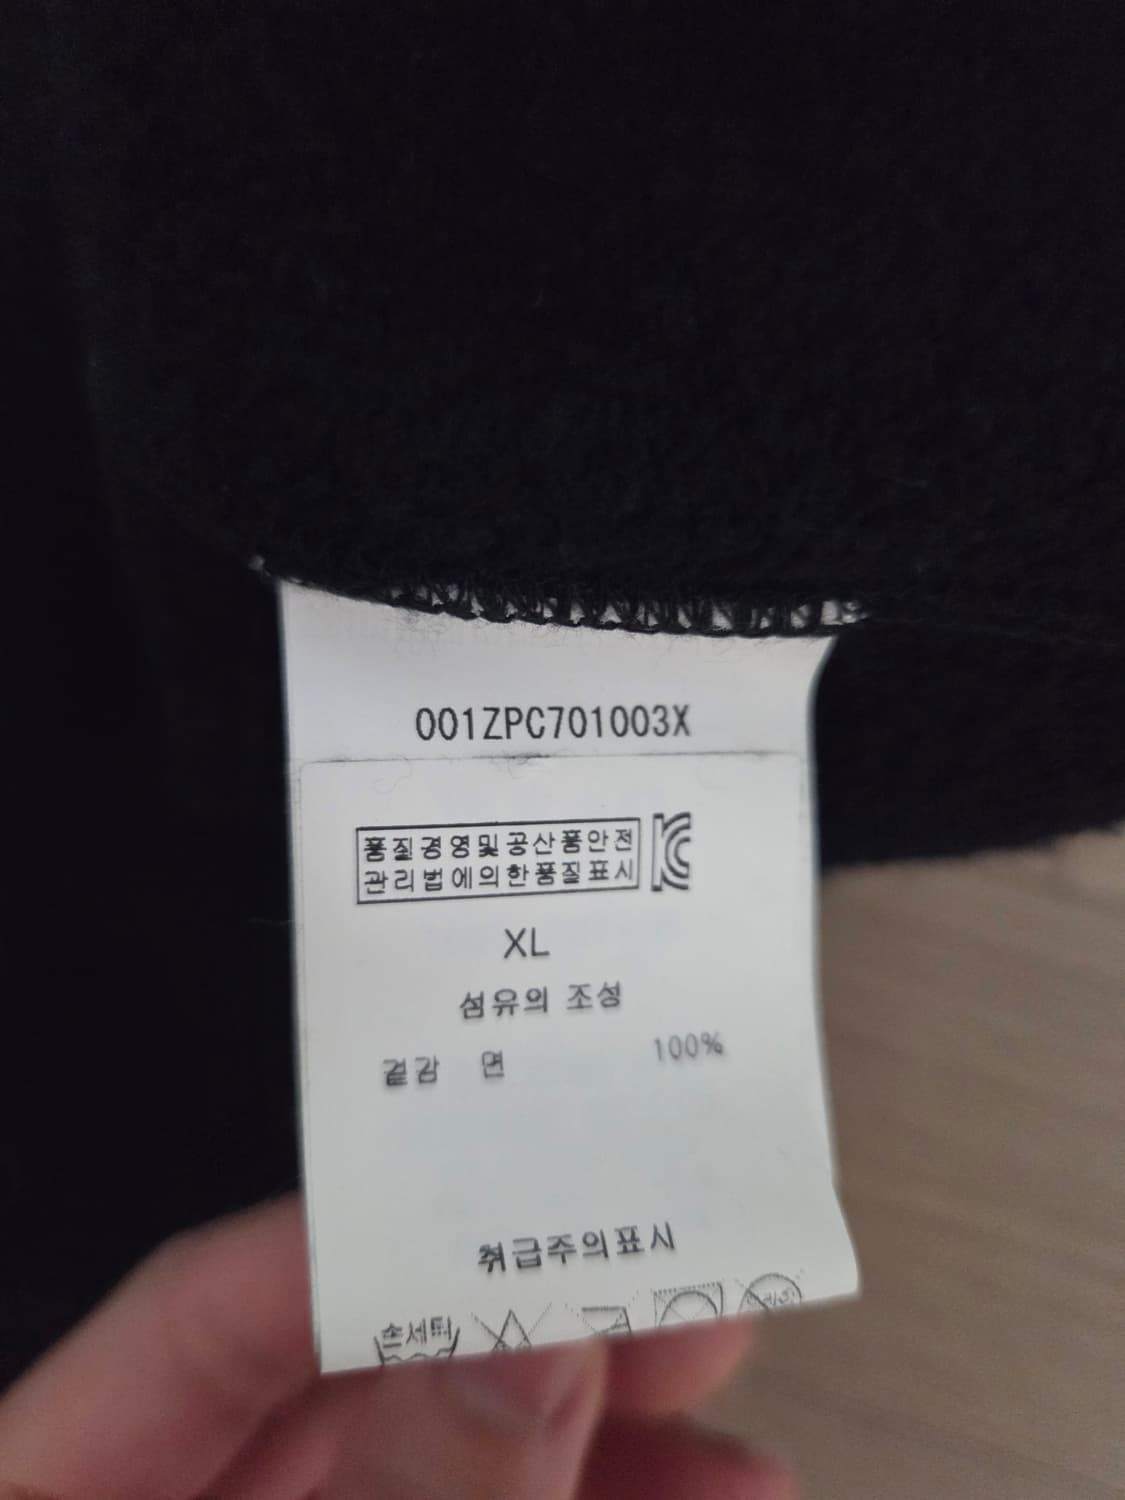 001ZPC701003X
품질경영및공산품안전
관리법에의한품질표시
XL
섬유의 조성
겉감 면 100%
취급주의표시
손세탁